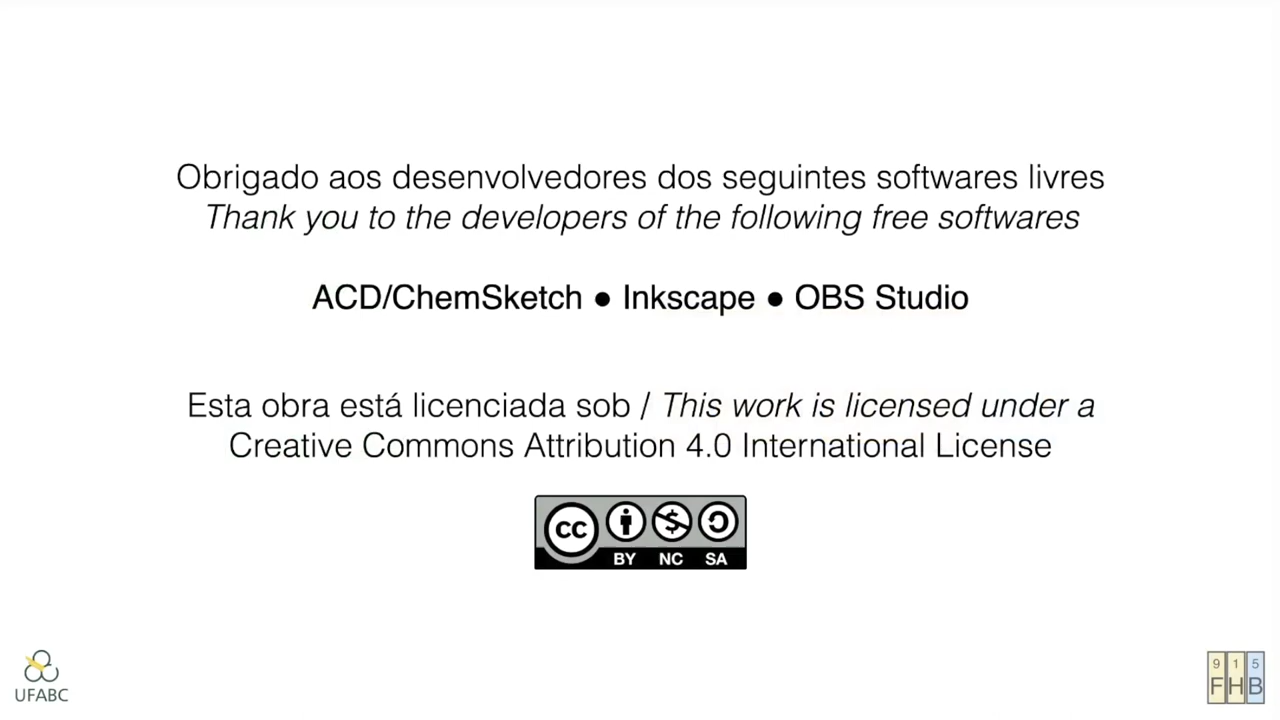 Obrigado aos desenvolvedores dos seguintes softwares livres
Thank you to the developers of the following free softwares
ACD/ChemSketch ● Inkscape ● OBS Studio
Esta obra está licenciada sob / This work is licensed under a
Creative Commons Attribution 4.0 International License
cc
BY NC SA
UFABC
9 1 5
F H B